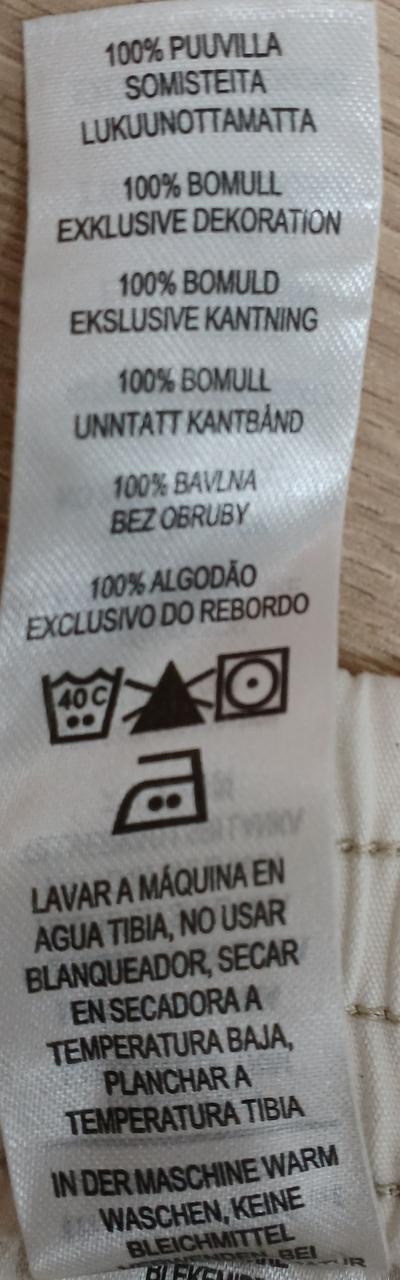 100% PUUVILLA
SOMISTEITA
LUKUUNOTTAMATTA
100% BOMULL
EXKLUSIVE DEKORATION
100% BOMULD
EKSLUSIVE KANTNING
100% BOMULL
UNNTATT KANTBÅND
100% BAVLNA
BEZ OBRUBY
100% ALGODÃO
EXCLUSIVO DO REBORDO
40 C
LAVAR A MÁQUINA EN
AGUA TIBIA, NO USAR
BLANQUEADOR, SECAR
EN SECADORA A
TEMPERATURA BAJA,
PLANCHAR A
TEMPERATURA TIBIA
IN DER MASCHINE WARM
WASCHEN, KEINE
BLEICHMITTEL
BEI